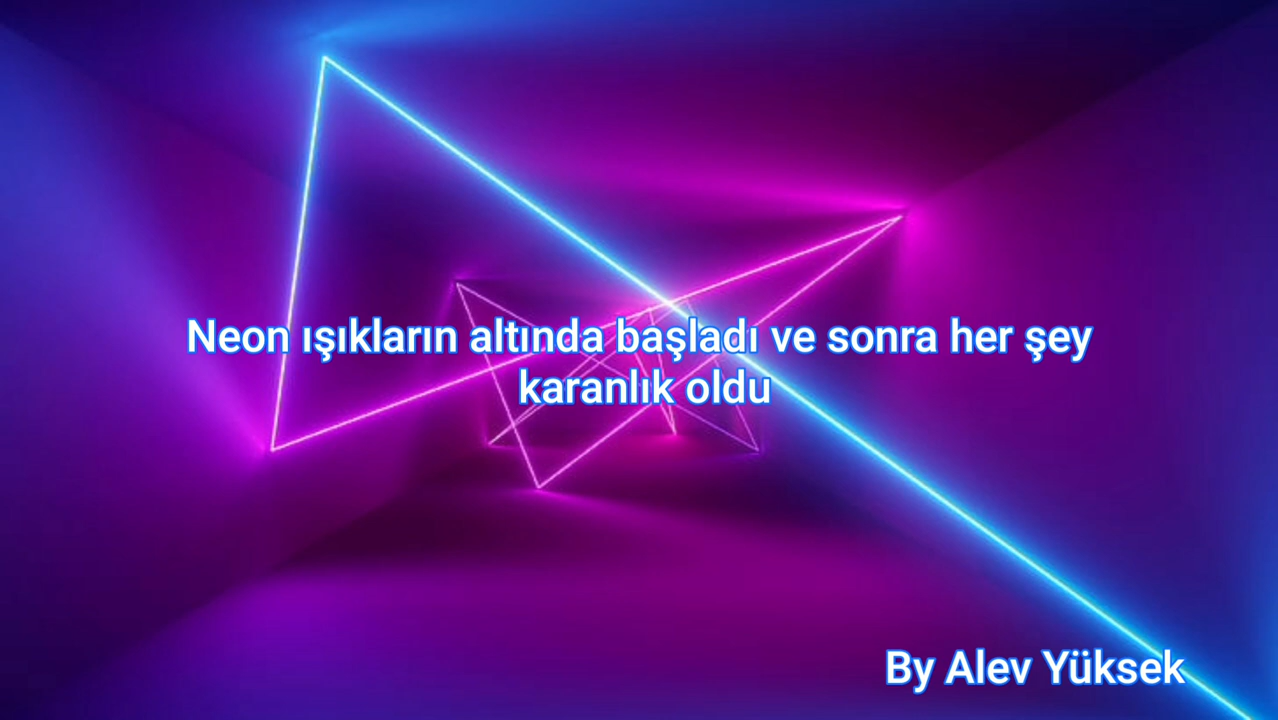 Neon ışıkların altında başladı ve sonra her şey
karanlık oldu
By Alev Yüksek